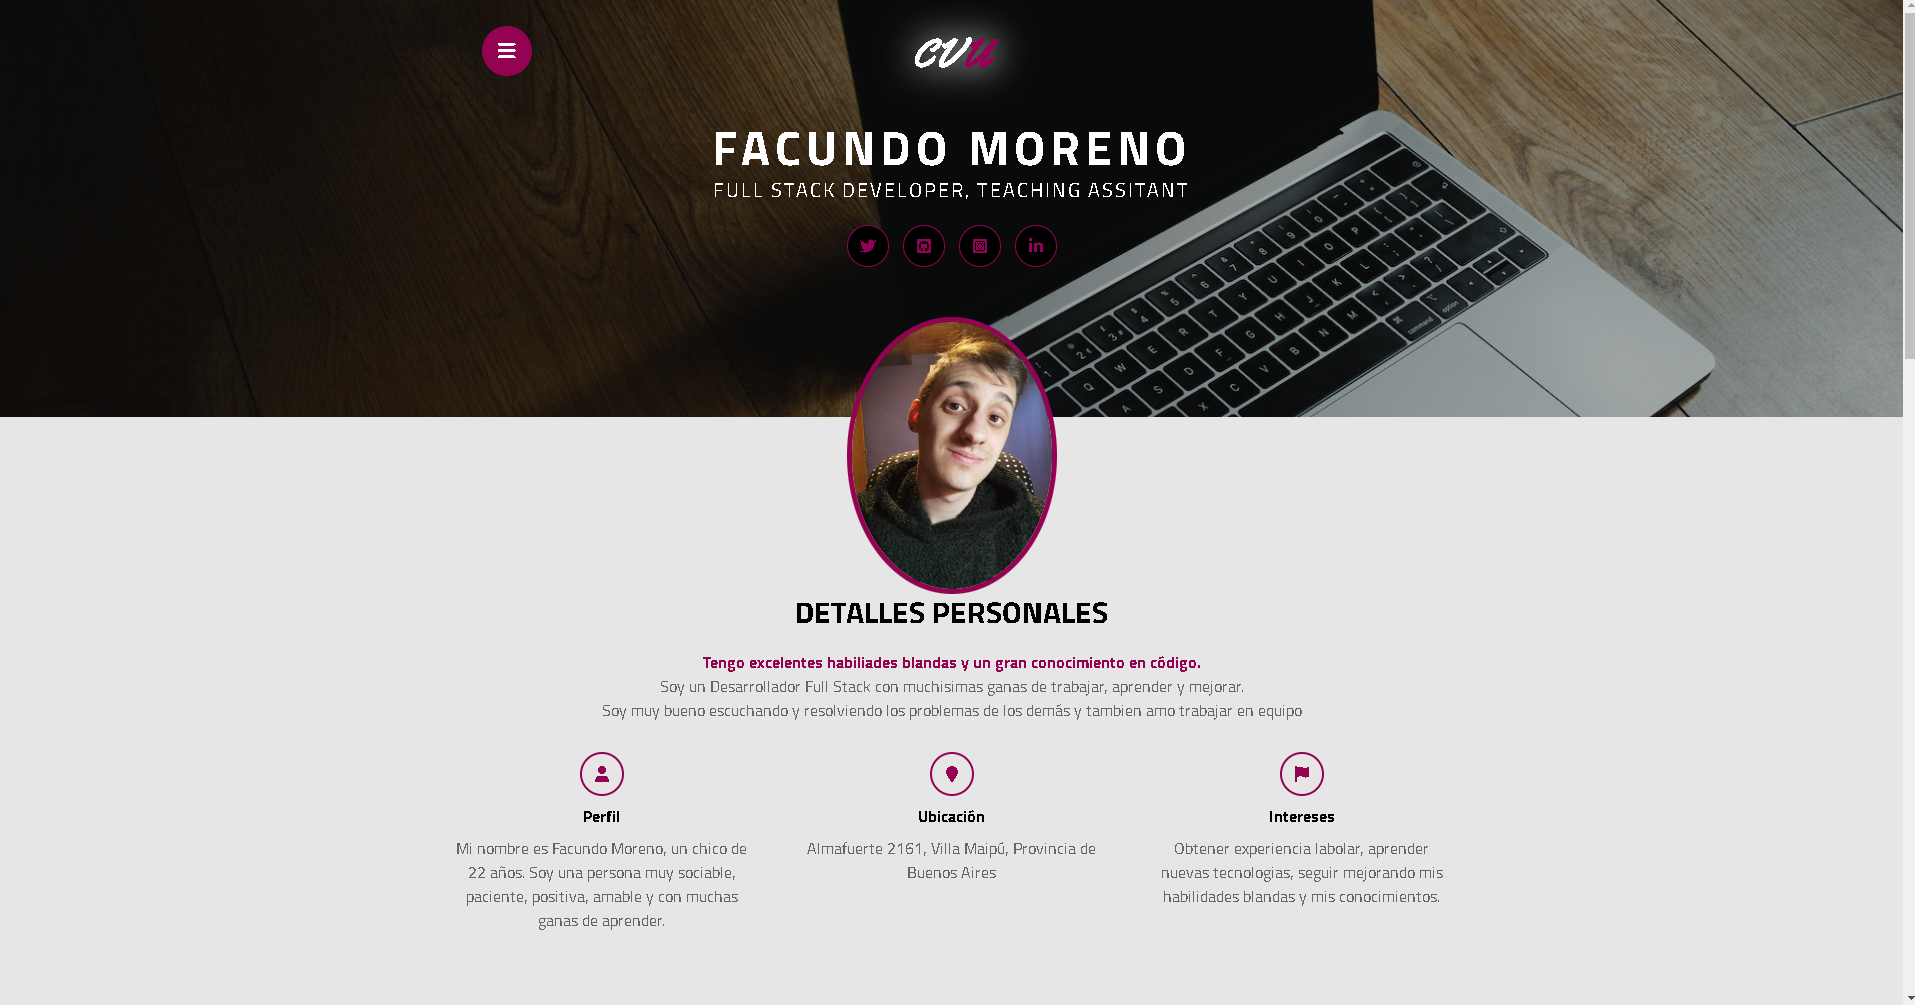 CVU
FACUNDO MORENO
FULL STACK DEVELOPER, TEACHING ASSITANT
DETALLES PERSONALES
Tengo excelentes habiliades blandas y un gran conocimiento en código.
Soy un Desarrollador Full Stack con muchisimas ganas de trabajar, aprender y mejorar.
Soy muy bueno escuchando y resolviendo los problemas de los demás y tambien amo trabajar en equipo
Perfil
Mi nombre es Facundo Moreno, un chico de
22 años. Soy una persona muy sociable,
paciente, positiva, amable y con muchas
ganas de aprender.
Ubicación
Almafuerte 2161, Villa Maipú, Provincia de
Buenos Aires
Intereses
Obtener experiencia labolar, aprender
nuevas tecnologias, seguir mejorando mis
habilidades blandas y mis conocimientos.